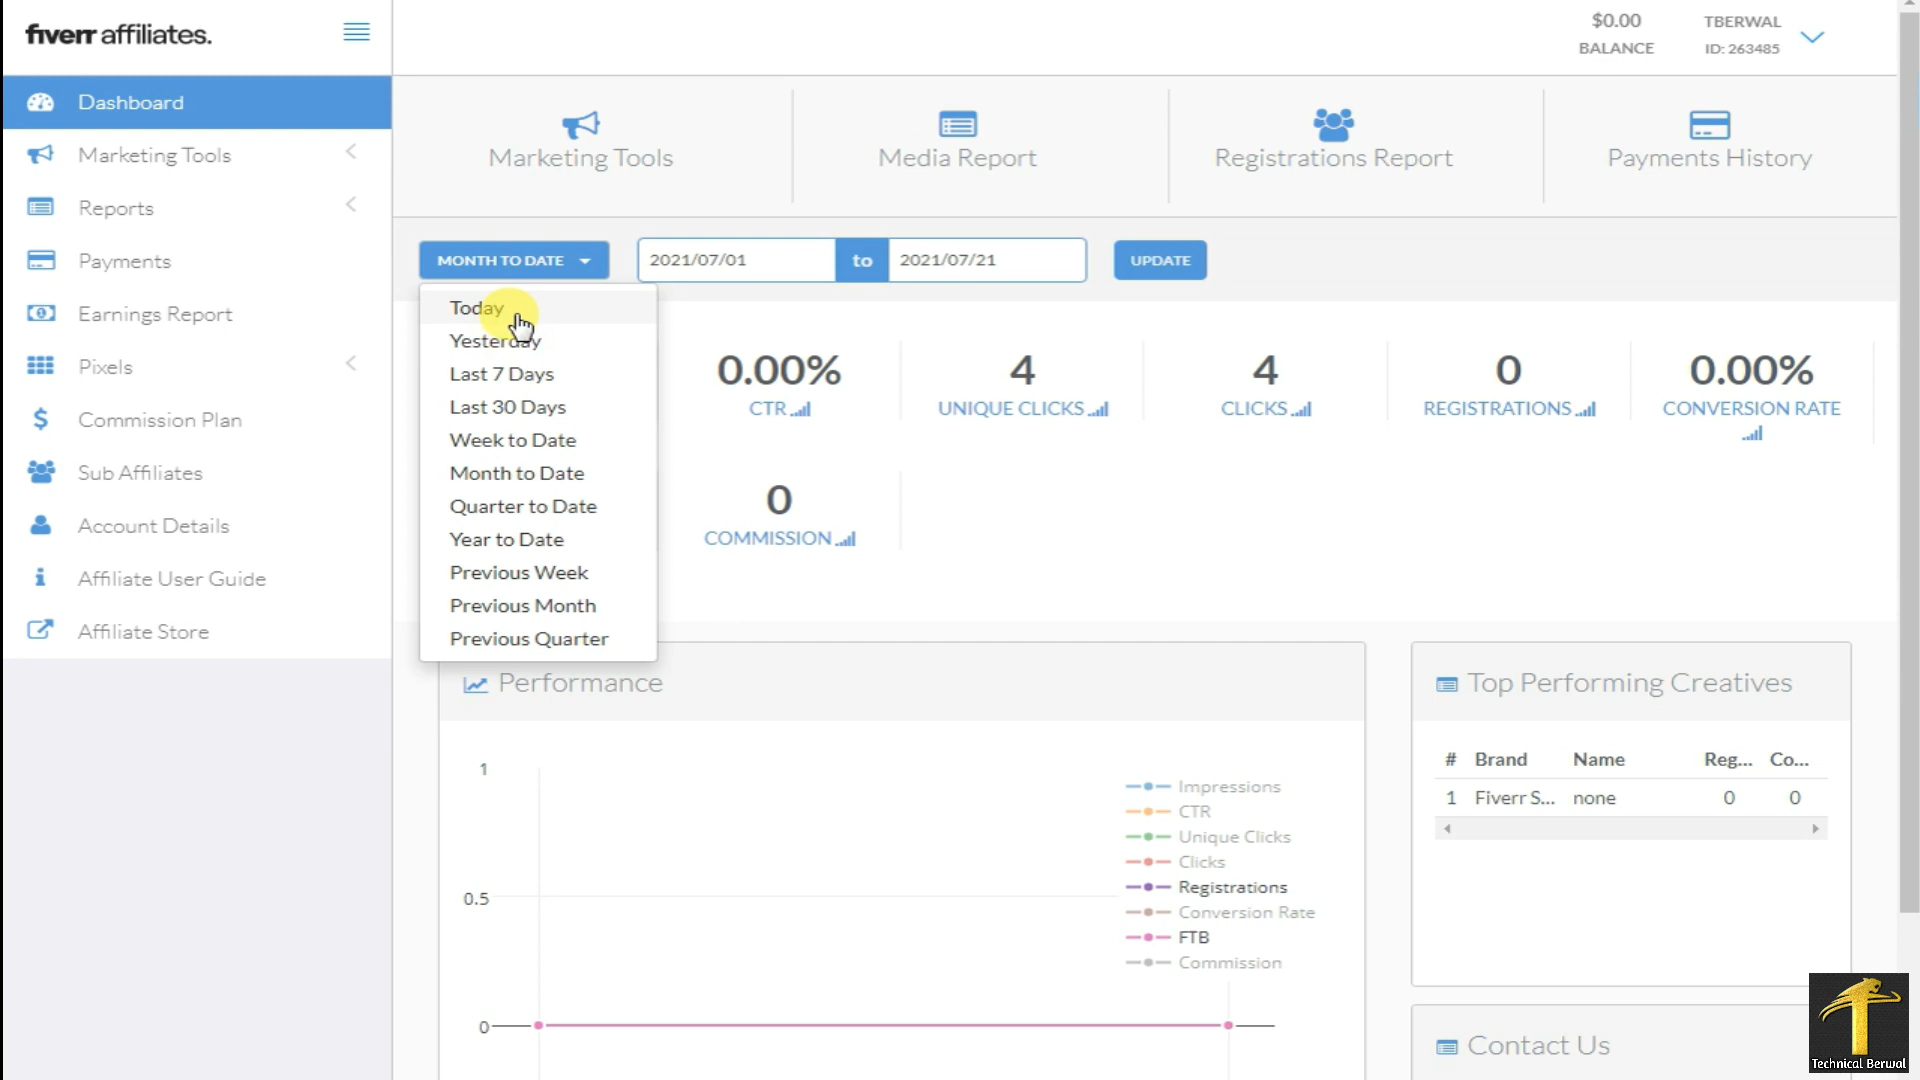 fiverr affiliates.
$0.00
BALANCE
TBERWAL
ID: 263485
Dashboard
Marketing Tools
Reports
Payments
Earnings Report
Pixels
Commission Plan
Sub Affiliates
Account Details
Affiliate User Guide
Affiliate Store
Marketing Tools
Media Report
Registrations Report
Payments History
MONTH TO DATE
2021/07/01
to
2021/07/21
UPDATE
Today
Yesterday
Last 7 Days
Last 30 Days
Week to Date
Month to Date
Quarter to Date
Year to Date
Previous Week
Previous Month
Previous Quarter
0.00%
CTR
4
UNIQUE CLICKS
4
CLICKS
0
REGISTRATIONS
0.00%
CONVERSION RATE
0
COMMISSION
Performance
1
0.5
0
Impressions
CTR
Unique Clicks
Clicks
Registrations
Conversion Rate
FTB
Commission
Top Performing Creatives
# Brand Name Reg... Co...
1 Fiverr S... none 0 0
Contact Us
Technical Berwal